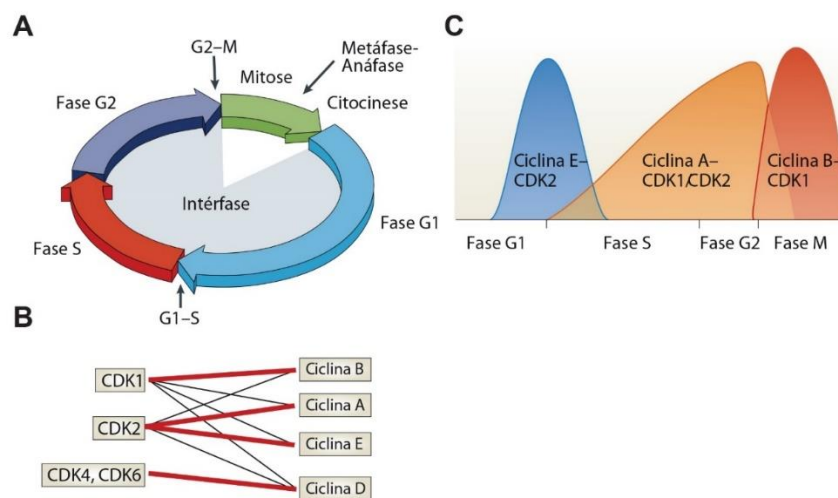 A
G2–M
Mitose
Metáfase-
Anáfase
Citocinese
Fase G2
Intérfase
Fase S
Fase G1
G1–S
B
CDK1
CDK2
CDK4, CDK6
Ciclina B
Ciclina A
Ciclina E
Ciclina D
C
Ciclina E–
CDK2
Ciclina A–
CDK1/CDK2
Ciclina B-
CDK1
Fase G1
Fase S
Fase G2
Fase M